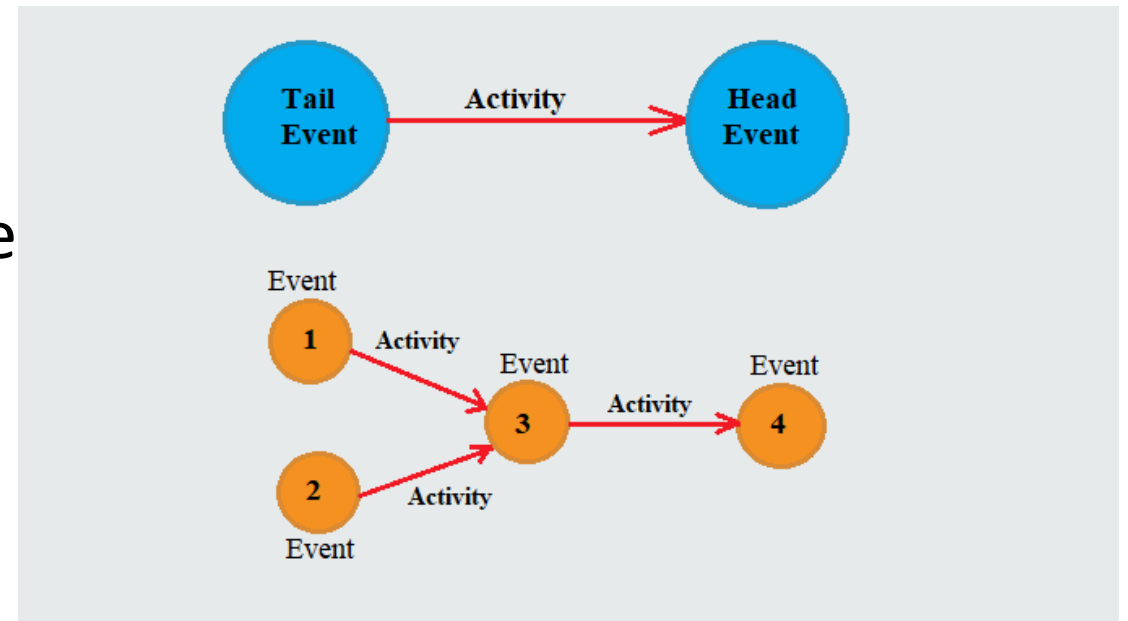 Tail
Event
Activity
Head
Event
e
Event
1
Activity
Event
3
Activity
Event
4
2
Activity
Event